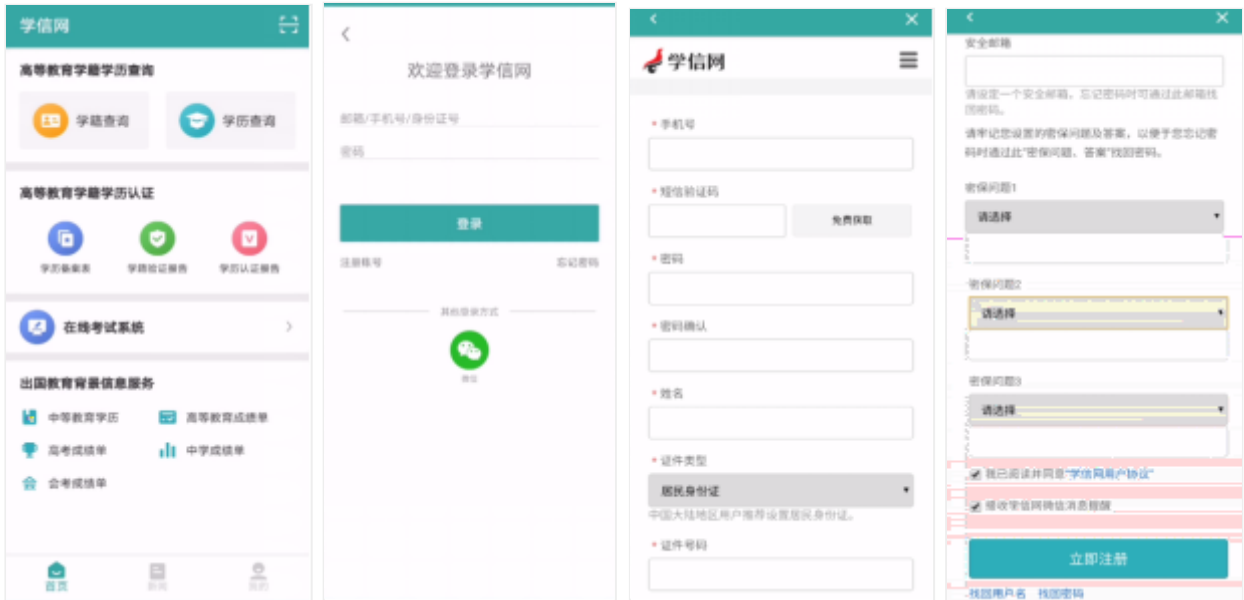 学信网
高等教育学籍学历查询
学籍查询 学历查询
高等教育学籍学历认证
学历备案表 学籍验证报告 学历认证报告
在线考试系统
出国教育背景信息服务
中等教育学历 高等教育成绩单
高考成绩单 中学成绩单
会考成绩单
首页 新闻 我的
欢迎登录学信网
邮箱/手机号/身份证号
密码
登录
注册账号 忘记密码
其他登录方式
微信
学信网
* 手机号
* 短信验证码
免费获取
* 密码
* 密码确认
* 姓名
* 证件类型
居民身份证
中国大陆地区用户推荐设置居民身份证。
* 证件号码
安全邮箱
请设定一个安全邮箱。忘记密码时可通过此邮箱找
回密码。
请牢记您设置的密保问题及答案，以便于您忘记密
码时通过此"密保问题、答案"找回密码。
密保问题1
请选择
密保问题2
请选择
密保问题3
请选择
我已阅读并同意"学信网用户协议"
接收学信网微信消息提醒
立即注册
找回用户名 找回密码